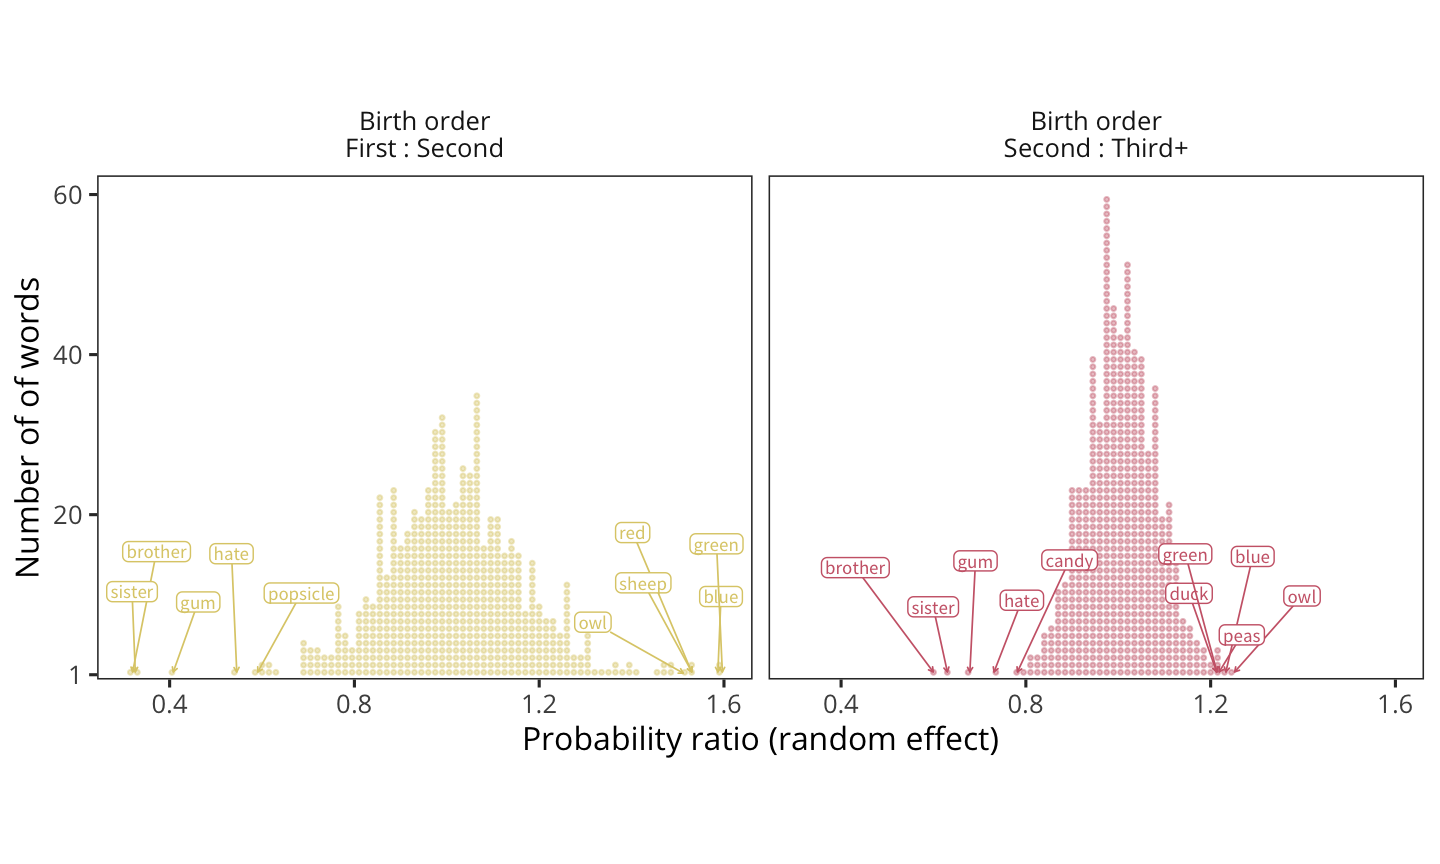 Birth order
First : Second
Birth order
Second : Third+
Number of of words
60
40
20
1
brother
hate
sister
gum
popsicle
red
green
sheep
blue
owl
brother
gum
candy
green
blue
sister
hate
duck
owl
peas
0.4
0.8
1.2
1.6
0.4
0.8
1.2
1.6
Probability ratio (random effect)